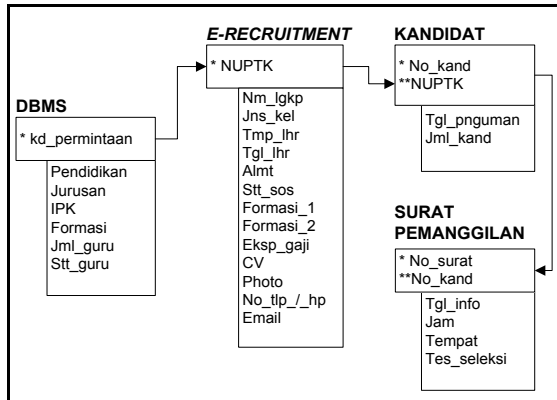 DBMS
* kd_permintaan
Pendidikan
Jurusan
IPK
Formasi
Jml_guru
Stt_guru
E-RECRUITMENT
* NUPTK
Nm_lgkp
Jns_kel
Tmp_lhr
Tgl_lhr
Almt
Stt_sos
Formasi_1
Formasi_2
Eksp_gaji
CV
Photo
No_tlp_/_hp
Email
KANDIDAT
* No_kand
**NUPTK
Tgl_pnguman
Jml_kand
SURAT
PEMANGGILAN
* No_surat
**No_kand
Tgl_info
Jam
Tempat
Tes_seleksi